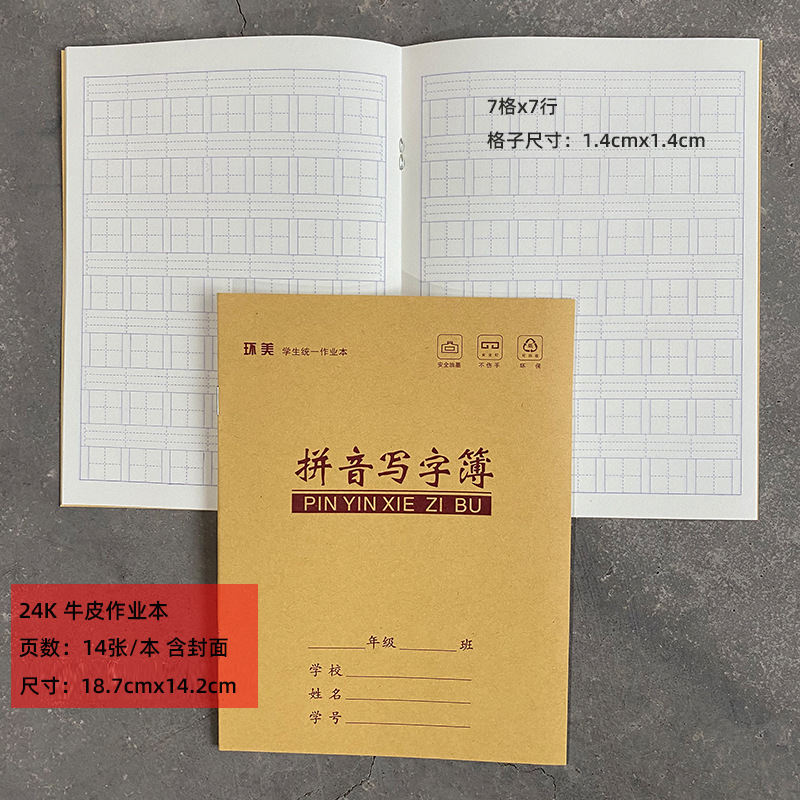 7格x7行
格子尺寸：1.4cmx1.4cm
环美 学生统一作业本
安全油墨 不伤手 环保
拼音写字簿
PIN YIN XIE ZI BU
24K 牛皮作业本
页数：14张/本 含封面
尺寸：18.7cmx14.2cm
年级 班
学校
姓名
学号